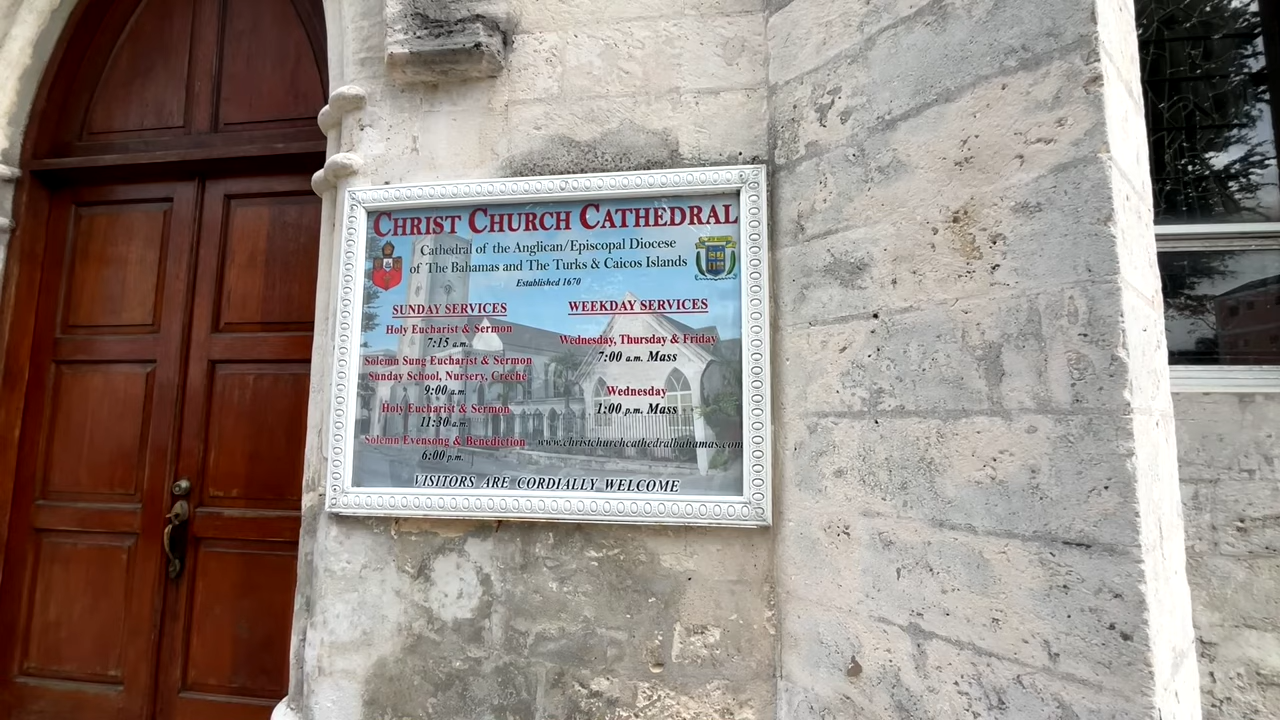 CHRIST CHURCH CATHEDRAL
Cathedral of the Anglican/Episcopal Diocese
of The Bahamas and The Turks & Caicos Islands
Established 1670
SUNDAY SERVICES
Holy Eucharist & Sermon
7:15 a.m.
Solemn Sung Eucharist & Sermon
Sunday School, Nursery, Creché
9:00 a.m.
Holy Eucharist & Sermon
11:30 a.m.
Solemn Evensong & Benediction
6:00 p.m.
WEEKDAY SERVICES
Wednesday, Thursday & Friday
7:00 a.m. Mass
Wednesday
1:00 p.m. Mass
www.christchurchcathedralbahamas.com
VISITORS ARE CORDIALLY WELCOME